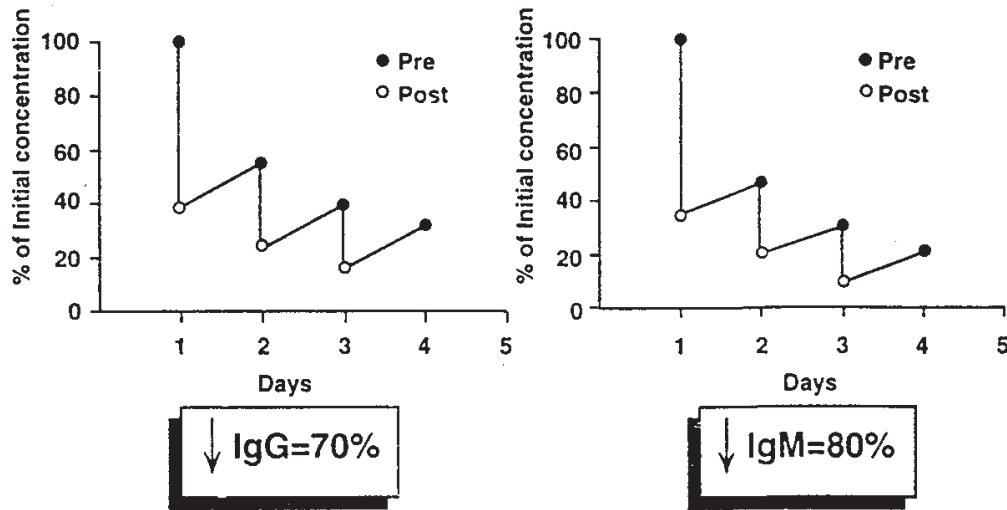 % of Initial concentration
100
80
60
40
20
0
Pre
Post
1
2
3
4
5
Days
↓ IgG=70%
% of Initial concentration
100
80
60
40
20
0
Pre
Post
1
2
3
4
5
Days
↓ IgM=80%